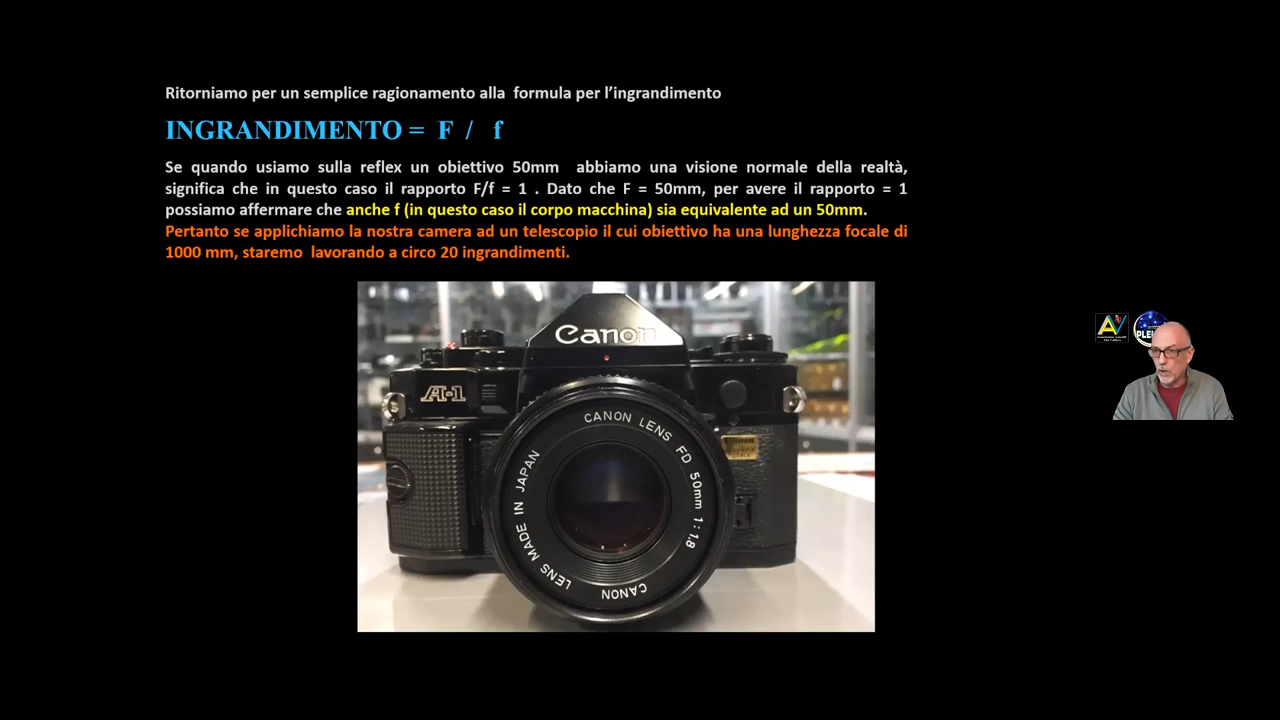 Ritorniamo per un semplice ragionamento alla formula per l'ingrandimento
INGRANDIMENTO = F / f
Se quando usiamo sulla reflex un obiettivo 50mm abbiamo una visione normale della realtà,
significa che in questo caso il rapporto F/f = 1 . Dato che F = 50mm, per avere il rapporto = 1
possiamo affermare che anche f (in questo caso il corpo macchina) sia equivalente ad un 50mm.
Pertanto se applichiamo la nostra camera ad un telescopio il cui obiettivo ha una lunghezza focale di
1000 mm, staremo lavorando a circo 20 ingrandimenti.
Canon
A-1
CANON LENS FD 50mm 1:1.8
CANON
LENS MADE IN JAPAN
AV